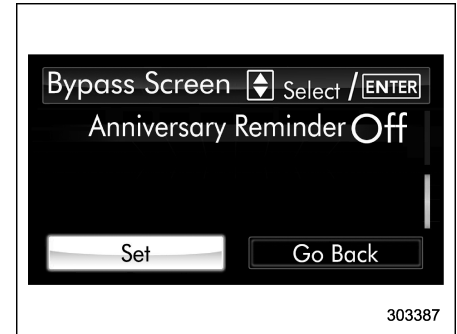 Bypass Screen Select / ENTER
Anniversary Reminder Off
Set Go Back
303387